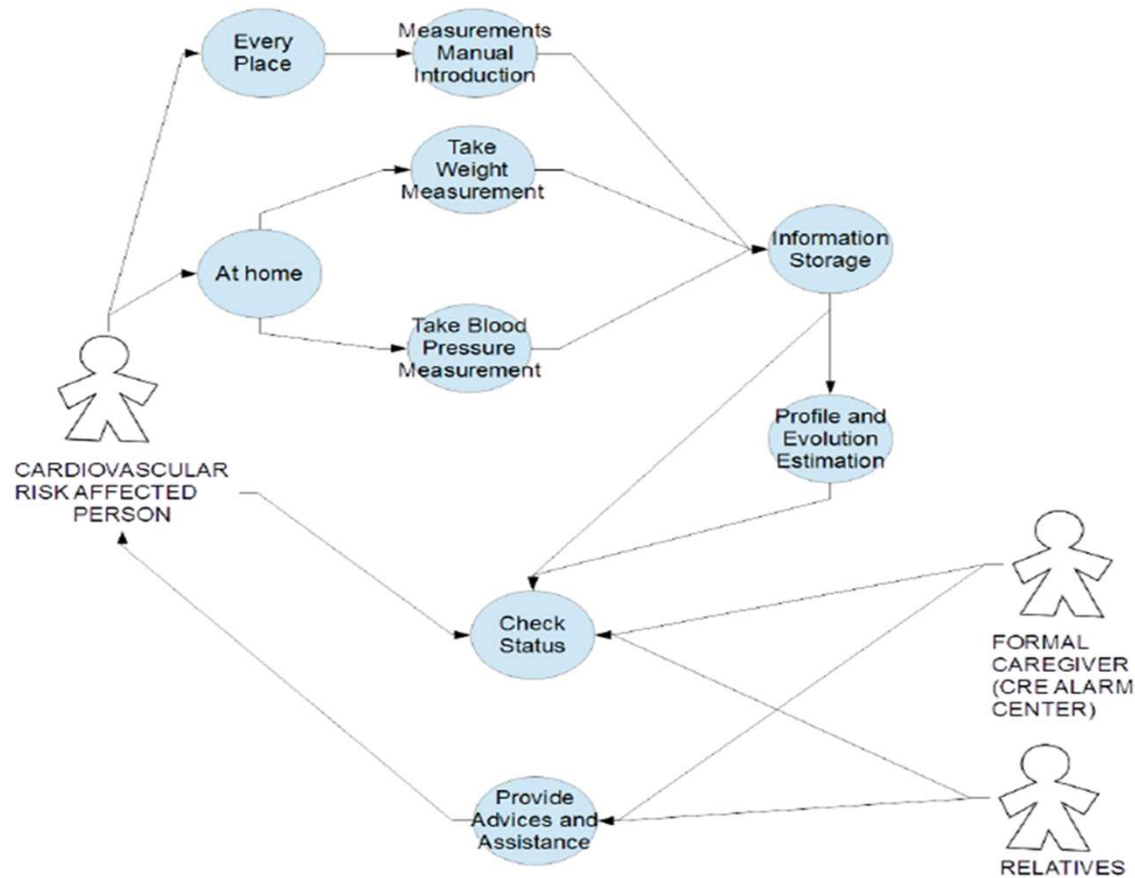 Every
Place
Measurements
Manual
Introduction
Take
Weight
Measurement
At home
Information
Storage
Take Blood
Pressure
Measurement
Profile and
Evolution
Estimation
CARDIOVASCULAR
RISK AFFECTED
PERSON
Check
Status
FORMAL
CAREGIVER
(CRE ALARM
CENTER)
Provide
Advices and
Assistance
RELATIVES